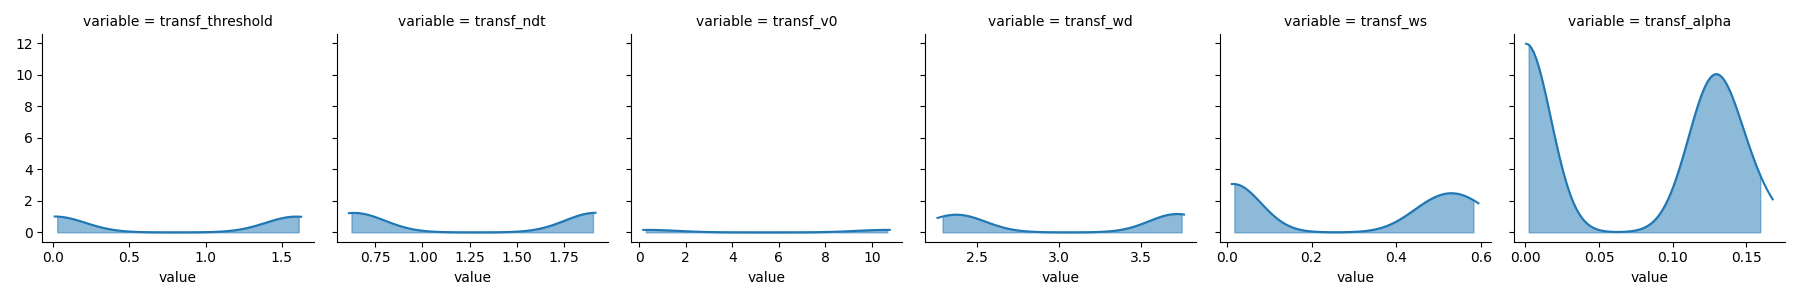 variable = transf_threshold variable = transf_ndt variable = transf_v0 variable = transf_wd variable = transf_ws variable = transf_alpha
12
10
8
6
4
2
0
0.0 0.5 1.0 1.5 0.75 1.00 1.25 1.50 1.75 0 2 4 6 8 10 2.5 3.0 3.5 0.0 0.2 0.4 0.6 0.00 0.05 0.10 0.15
value value value value value value